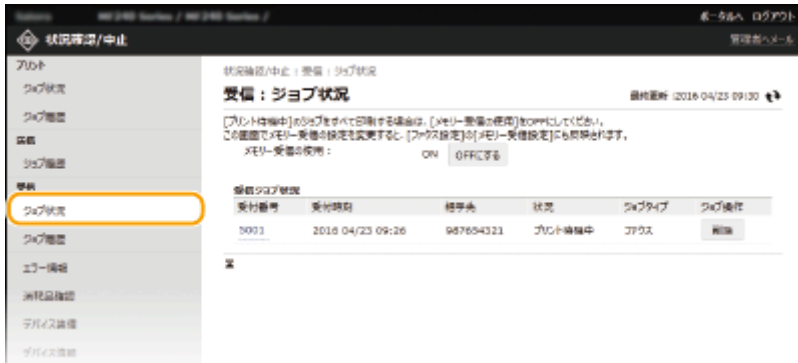 MF240 Series / MF240 Series /
ポータルへ ログアウト
状況確認/中止
管理者へメール
プリント
ジョブ状況
ジョブ履歴
送信
ジョブ履歴
受信
ジョブ状況
ジョブ履歴
エラー情報
消耗品確認
デバイス装備
デバイス情報
状況確認/中止 : 受信 : ジョブ状況
受信 : ジョブ状況
最終更新 :2016 04/23 09:30
[プリント待機中]のジョブをすべて印刷する場合は、[メモリー受信の使用]をOFFにしてください。
この画面でメモリー受信の設定を変更すると、[ファクス設定]の[メモリー受信設定]にも反映されます。
メモリー受信の使用 : ON OFFにする
受信ジョブ状況
受付番号 受付時刻 相手先 状況 ジョブタイプ ジョブ操作
5001 2016 04/23 09:26 987654321 プリント待機中 ファクス 削除